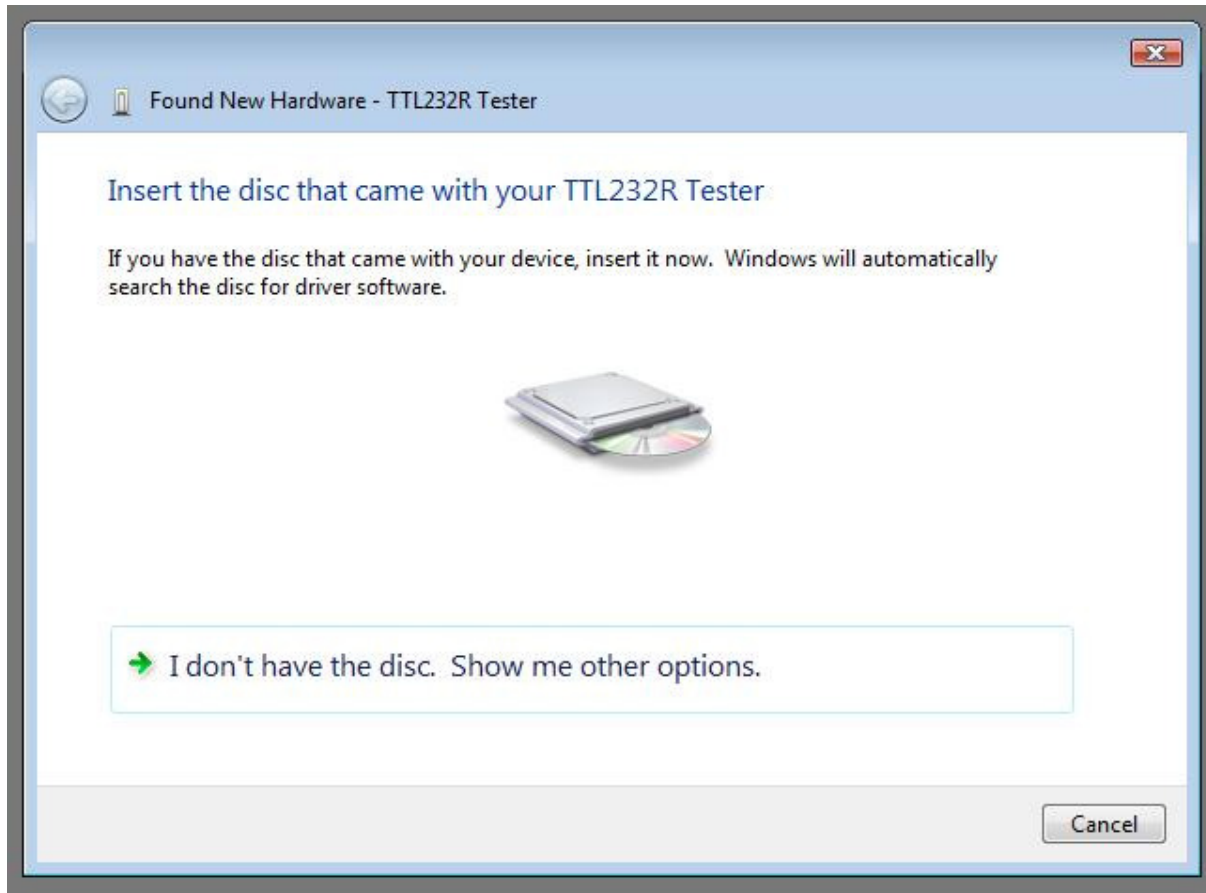 Found New Hardware - TTL232R Tester
Insert the disc that came with your TTL232R Tester
If you have the disc that came with your device, insert it now.  Windows will automatically
search the disc for driver software.
I don't have the disc.  Show me other options.
Cancel